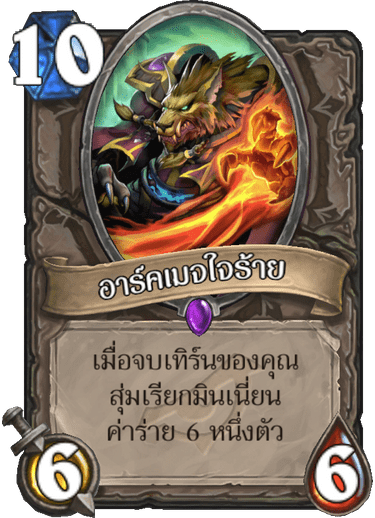 10
อาร์คเมจใจร้าย
เมื่อจบเทิร์นของคุณ
สุ่มเรียกมินเนี่ยน
ค่าร่าย 6 หนึ่งตัว
6
6